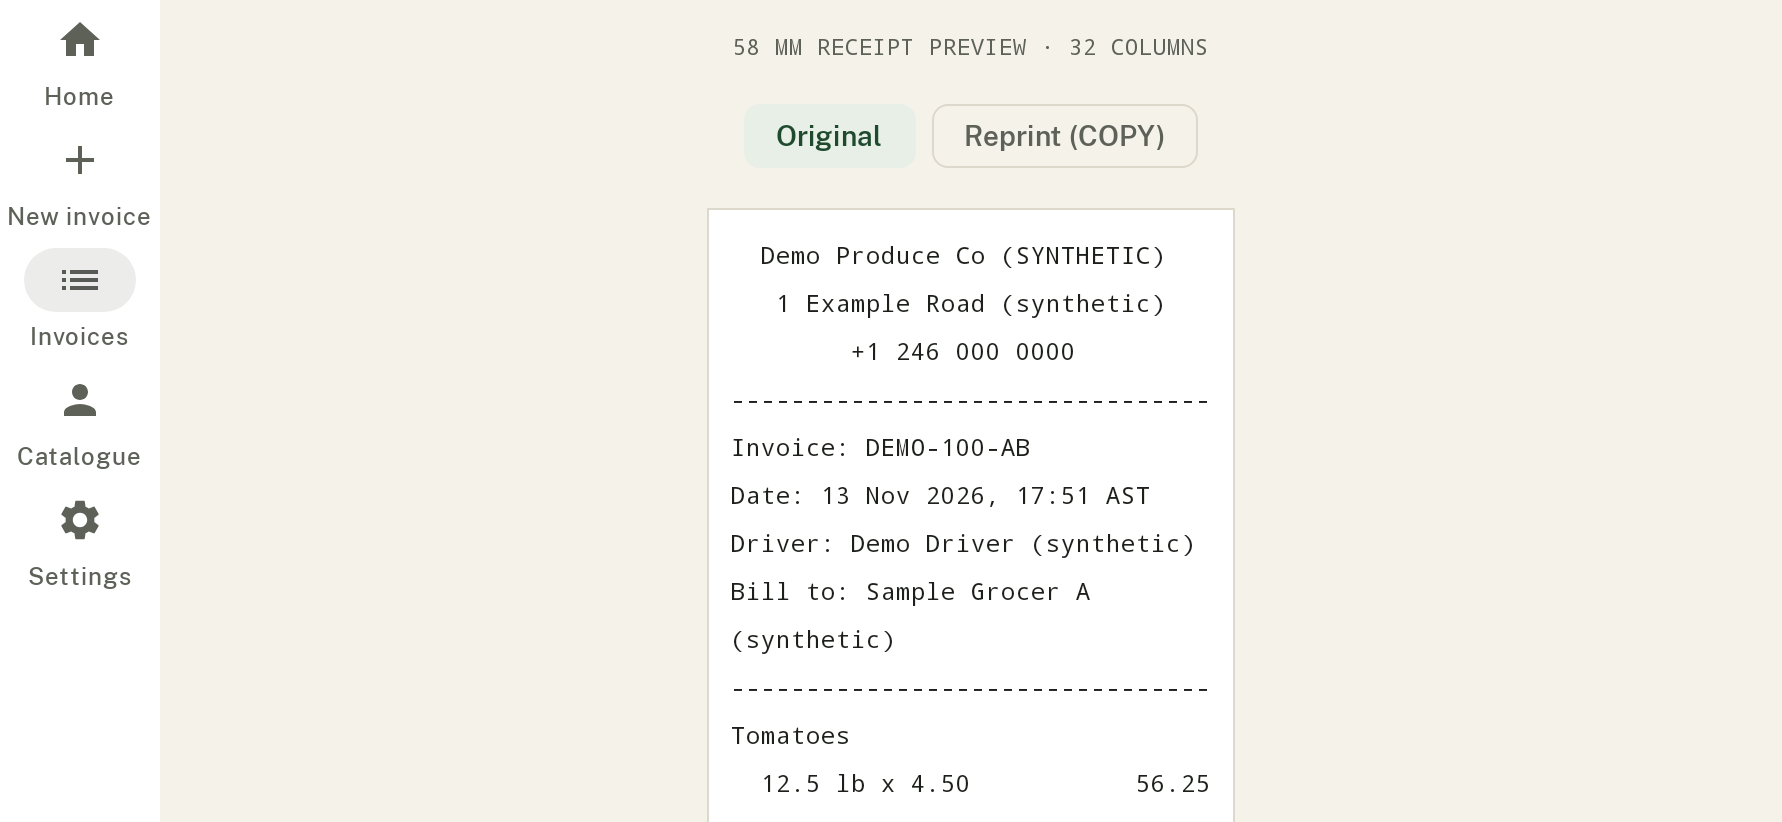 Home
New invoice
Invoices
Catalogue
Settings
58 MM RECEIPT PREVIEW · 32 COLUMNS
Original
Reprint (COPY)
Demo Produce Co (SYNTHETIC)
1 Example Road (synthetic)
+1 246 000 0000
--------------------------------
Invoice: DEMO-100-AB
Date: 13 Nov 2026, 17:51 AST
Driver: Demo Driver (synthetic)
Bill to: Sample Grocer A
(synthetic)
--------------------------------
Tomatoes
12.5 lb x 4.50 56.25